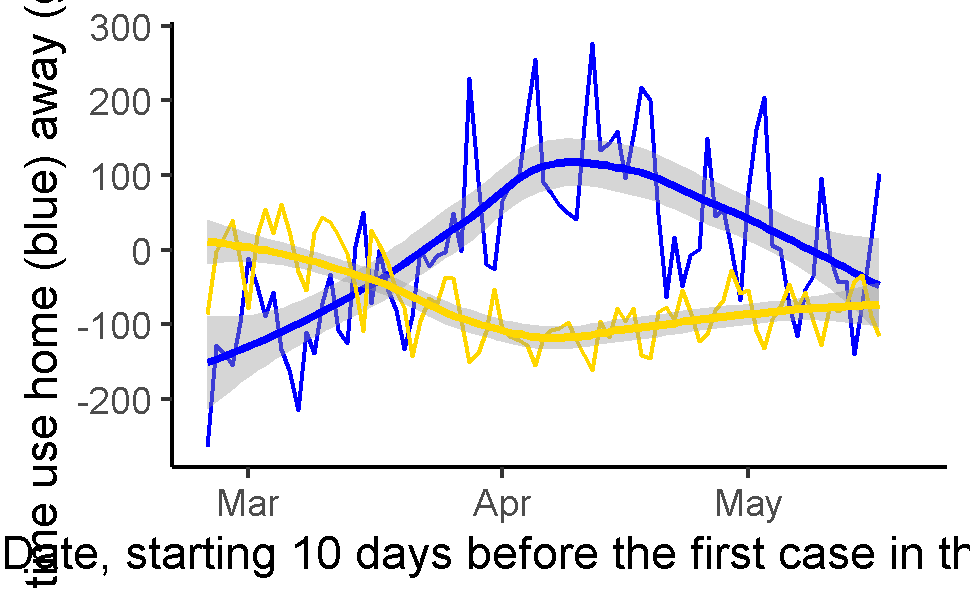 300
200
100
0
-100
-200
time use home (blue) away (
Mar Apr May
Date, starting 10 days before the first case in th